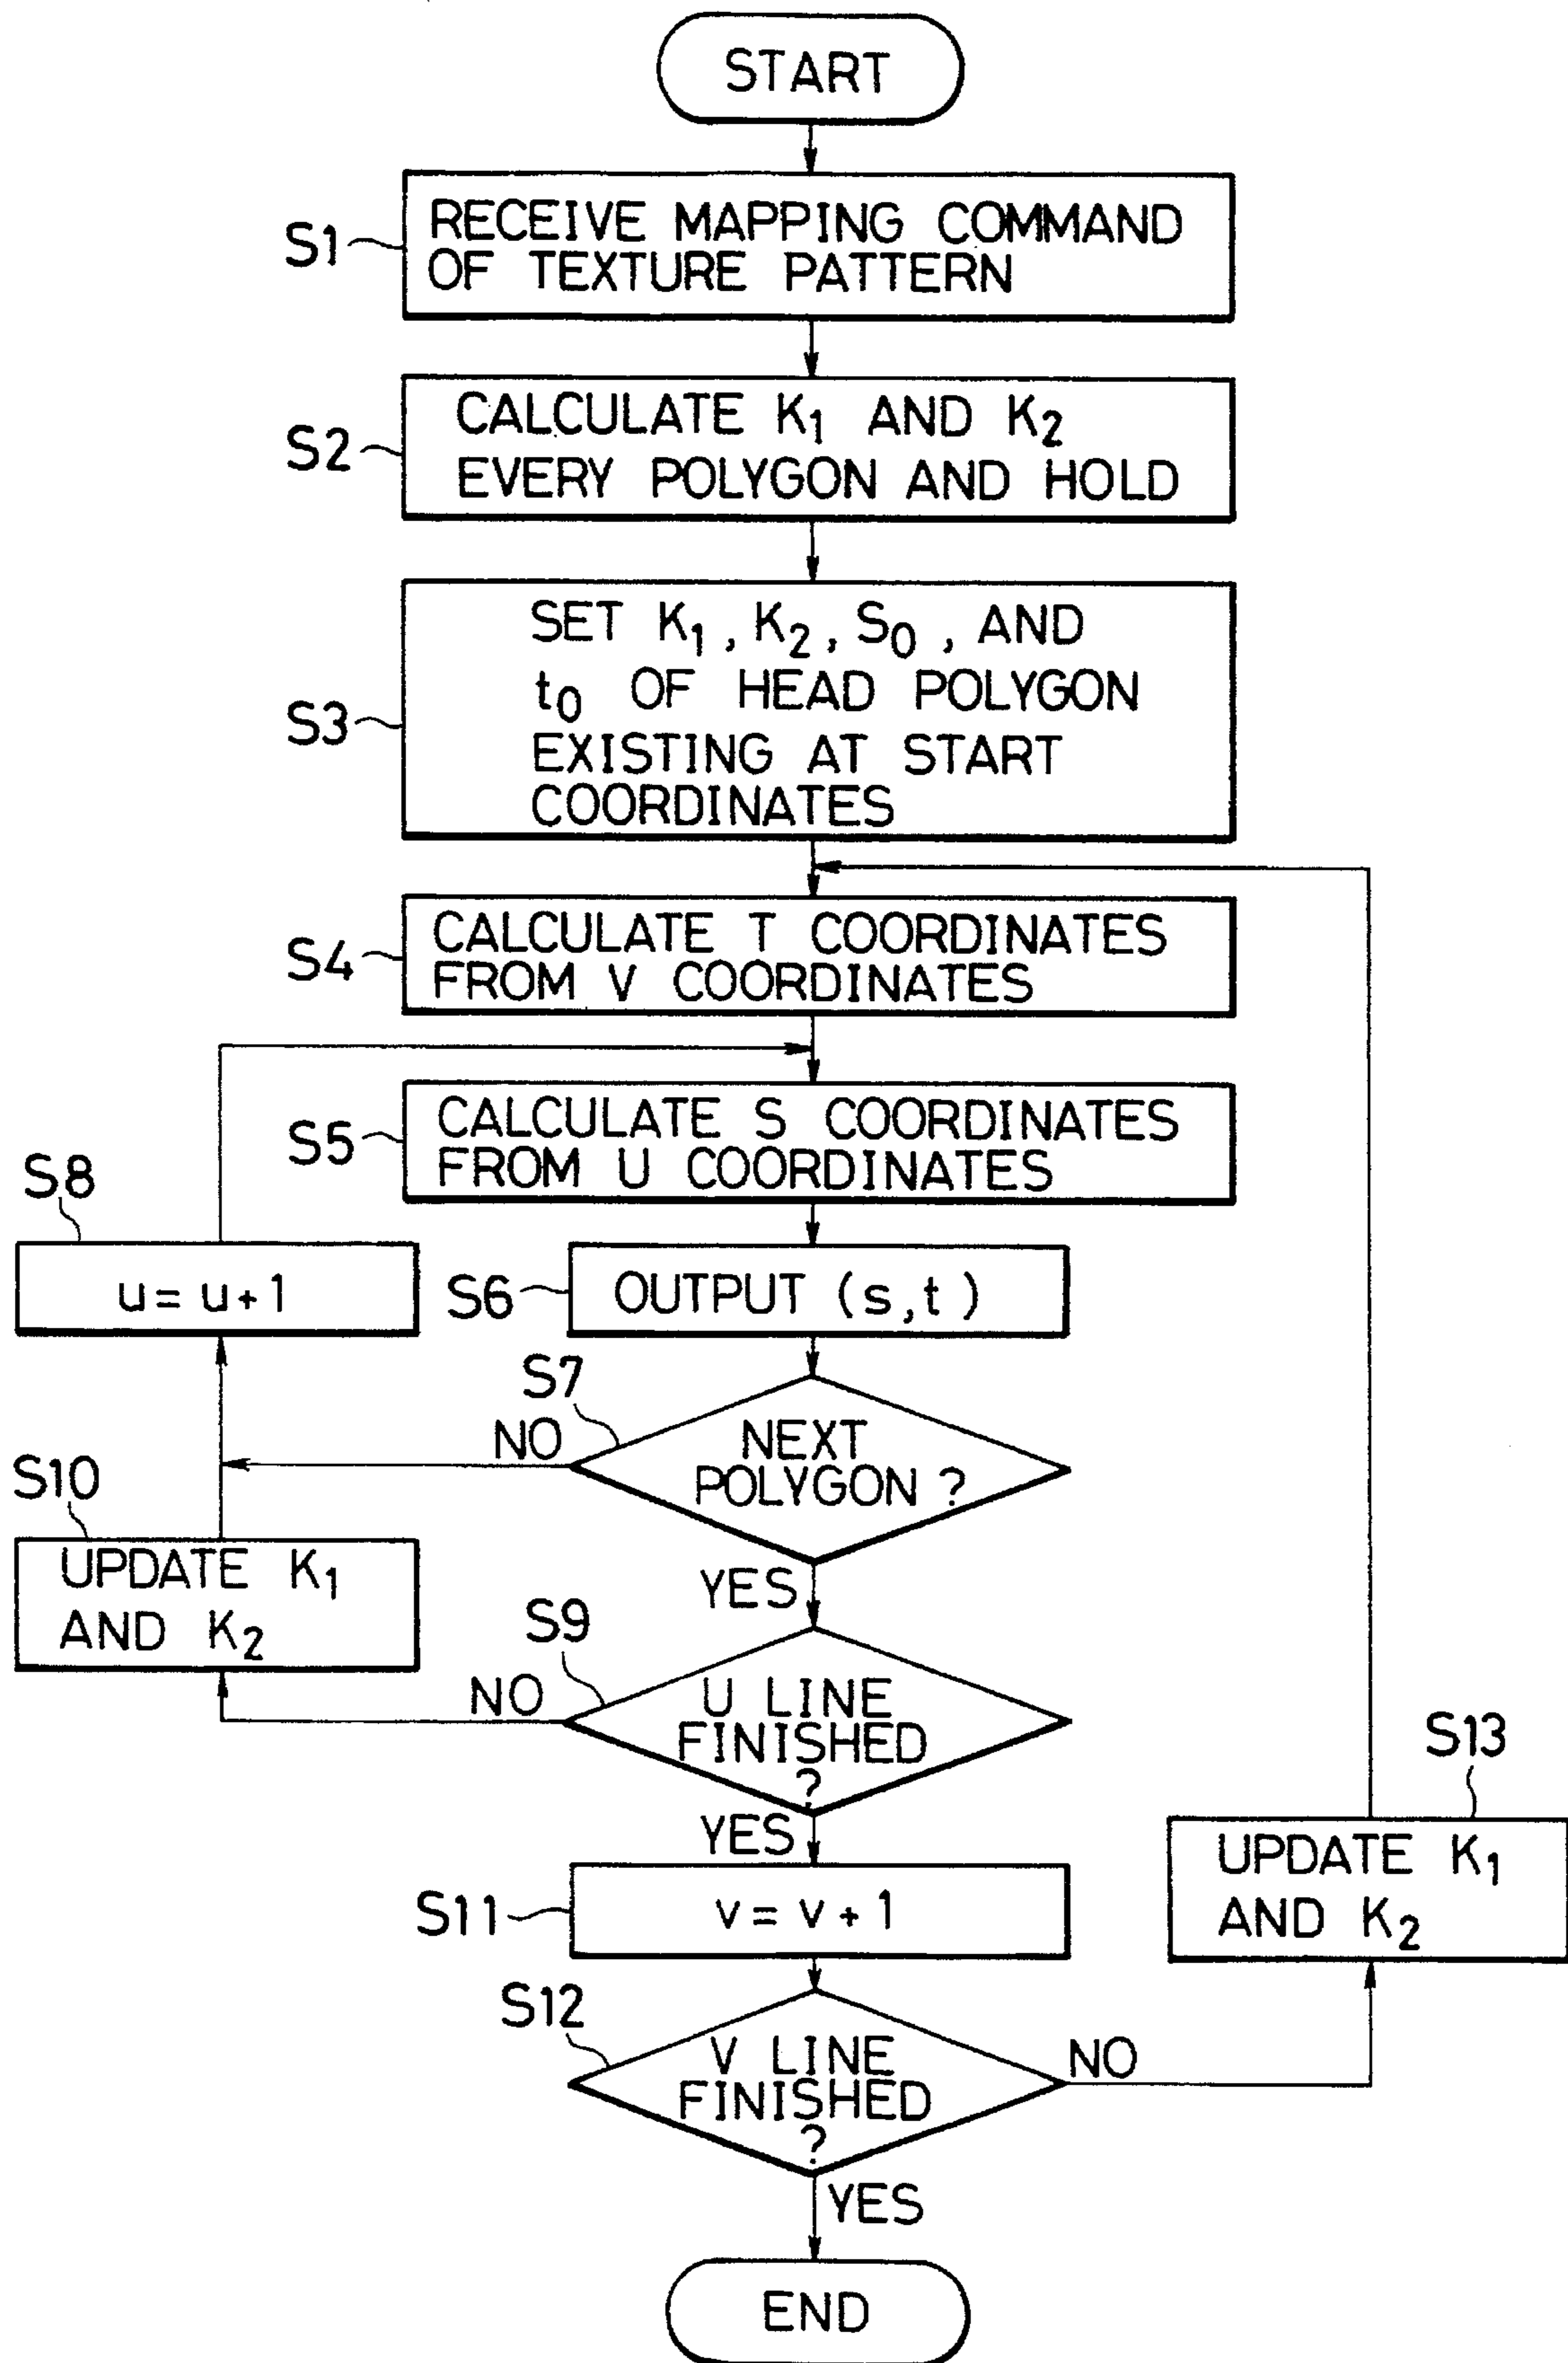 START
S1
RECEIVE MAPPING COMMAND
OF TEXTURE PATTERN
S2
CALCULATE K1 AND K2
EVERY POLYGON AND HOLD
S3
SET K1, K2, S0, AND
t0 OF HEAD POLYGON
EXISTING AT START
COORDINATES
S4
CALCULATE T COORDINATES
FROM V COORDINATES
S5
CALCULATE S COORDINATES
FROM U COORDINATES
S8
u = u + 1
S6
OUTPUT (s,t)
S7
NEXT
POLYGON ?
NO
YES
S10
UPDATE K1
AND K2
S9
U LINE
FINISHED
?
NO
YES
S11
v = v + 1
S13
UPDATE K1
AND K2
S12
V LINE
FINISHED
?
NO
YES
END